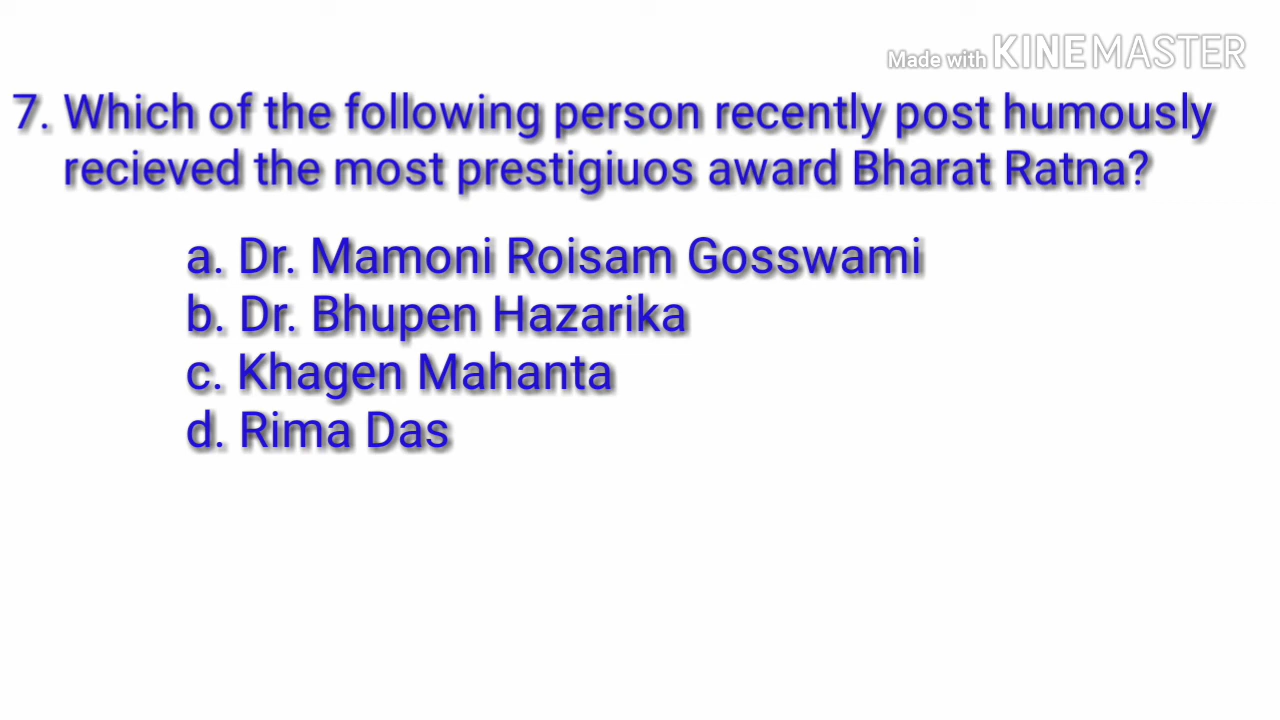 Made with KINEMASTER
7. Which of the following person recently post humously
recieved the most prestigiuos award Bharat Ratna?
a. Dr. Mamoni Roisam Gosswami
b. Dr. Bhupen Hazarika
c. Khagen Mahanta
d. Rima Das